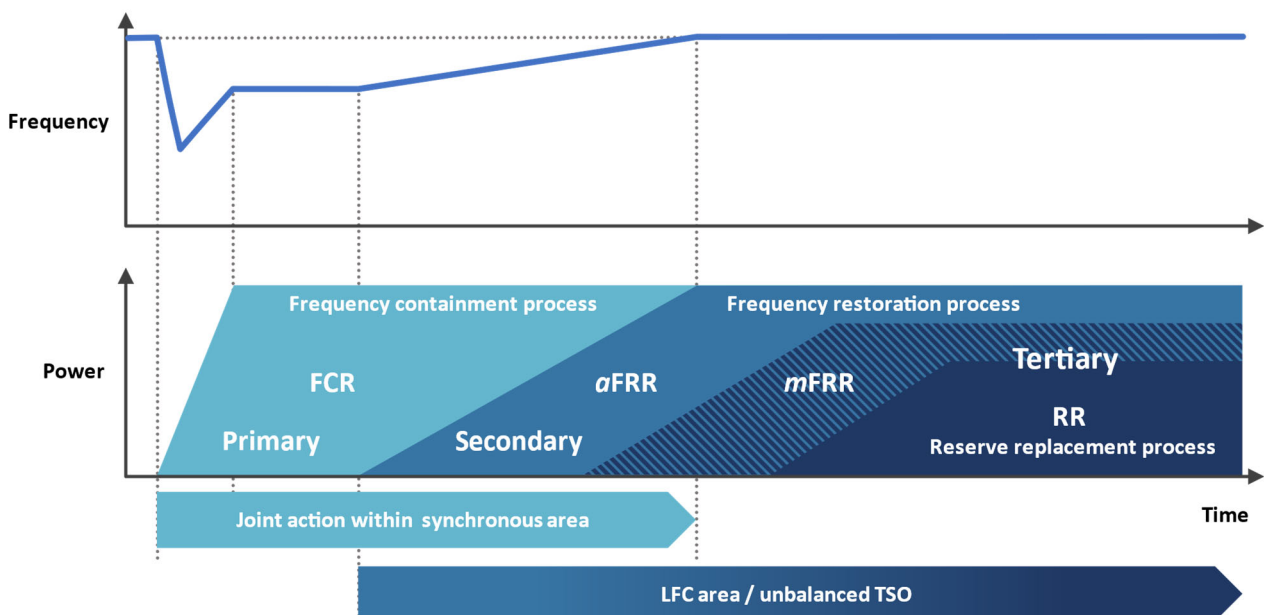 Frequency
Frequency containment process
Frequency restoration process
Power
FCR
aFRR
mFRR
Tertiary
Primary
Secondary
RR
Reserve replacement process
Joint action within synchronous area
Time
LFC area / unbalanced TSO